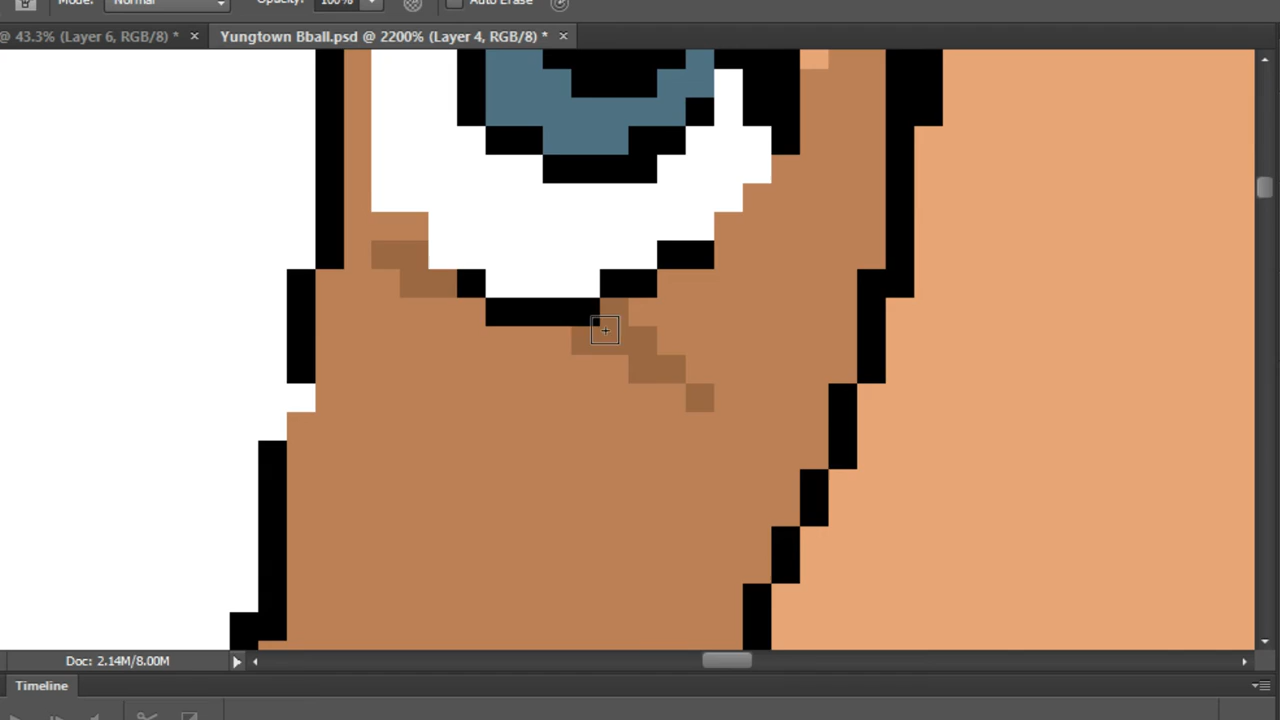 Mode: Normal Opacity: 100% Auto Erase
@ 43.3% (Layer 6, RGB/8) * × Yungtown Bball.psd @ 2200% (Layer 4, RGB/8) * ×
Doc: 2.14M/8.00M
Timeline